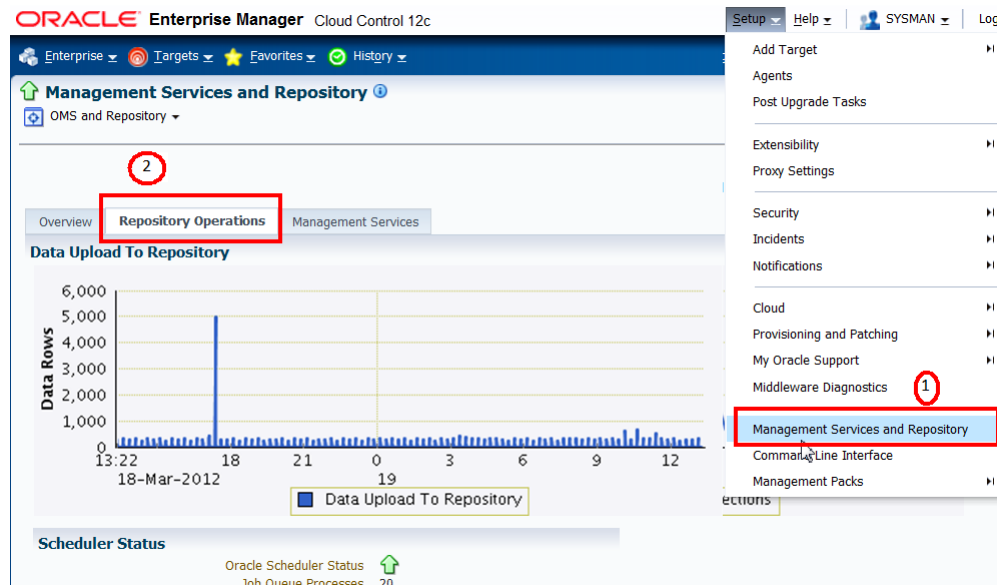 ORACLE Enterprise Manager Cloud Control 12c
Setup Help SYSMAN Log
Enterprise Targets Favorites History
Management Services and Repository
OMS and Repository
2
Overview Repository Operations Management Services
Data Upload To Repository
6,000
5,000
4,000
3,000
2,000
1,000
0
Data Rows
13:22 18 21 0 3 6 9 12
18-Mar-2012 19
Data Upload To Repository
ections
Scheduler Status
Oracle Scheduler Status
Job Queue Processes 20
Add Target
Agents
Post Upgrade Tasks
Extensibility
Proxy Settings
Security
Incidents
Notifications
Cloud
Provisioning and Patching
My Oracle Support
Middleware Diagnostics
1
Management Services and Repository
Command Line Interface
Management Packs